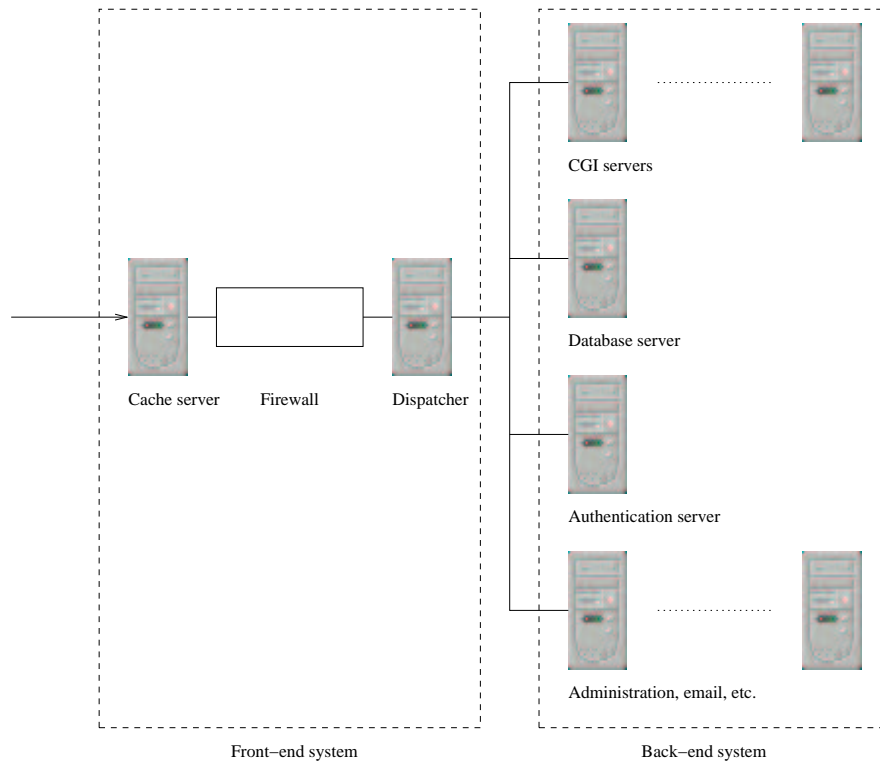 CGI servers
Database server
Cache server
Firewall
Dispatcher
Authentication server
Administration, email, etc.
Front−end system
Back−end system